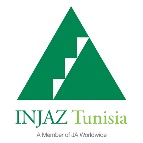 INJAZ Tunisia
A Member of JA Worldwide